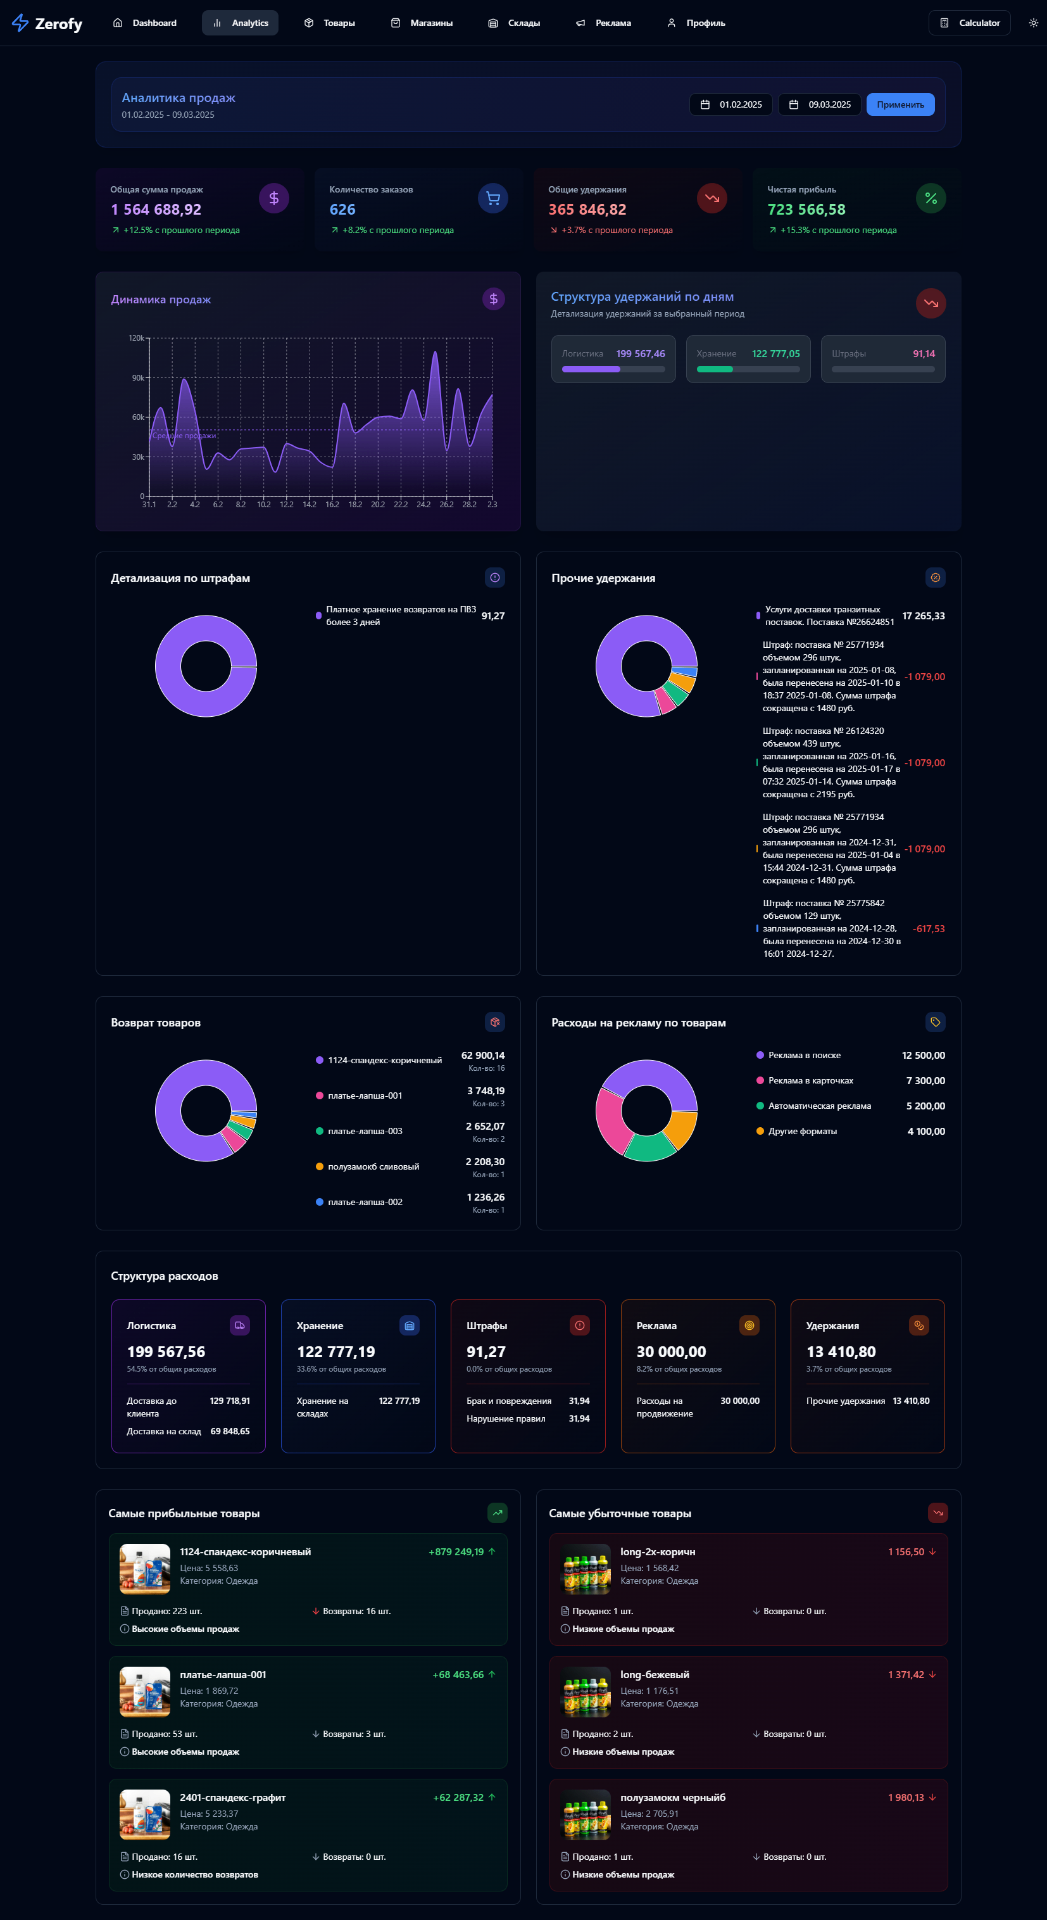 Zerofy
Dashboard
Analytics
Товары
Магазины
Склады
Реклама
Профиль
Calculator
Аналитика продаж
01.02.2025 - 09.03.2025
01.02.2025
09.03.2025
Применить
Общая сумма продаж
1 564 688,92
+12.5% с прошлого периода
Количество заказов
626
+8.2% с прошлого периода
Общие удержания
365 846,82
+3.7% с прошлого периода
Чистая прибыль
723 566,58
+15.3% с прошлого периода
Динамика продаж
120k
90k
60k
30k
0
Средние продажи
31.1 2.2 4.2 6.2 8.2 10.2 12.2 14.2 16.2 18.2 20.2 22.2 24.2 26.2 28.2 2.3
Структура удержаний по дням
Детализация удержаний за выбранный период
Логистика 199 567,46
Хранение 122 777,05
Штрафы 91,14
Детализация по штрафам
Платное хранение возвратов на ПВЗ
более 3 дней
91,27
Прочие удержания
Услуги доставки транзитных
поставок. Поставка №26624851
17 265,33
Штраф: поставка № 25771934
объемом 296 штук,
запланированная на 2025-01-08,
была перенесена на 2025-01-10 в
18:37 2025-01-08. Сумма штрафа
сокращена с 1480 руб.
-1 079,00
Штраф: поставка № 26124320
объемом 439 штук,
запланированная на 2025-01-16,
была перенесена на 2025-01-17 в
07:32 2025-01-14. Сумма штрафа
сокращена с 2195 руб.
-1 079,00
Штраф: поставка № 25771934
объемом 296 штук,
запланированная на 2024-12-31,
была перенесена на 2025-01-04 в
15:44 2024-12-31. Сумма штрафа
сокращена с 1480 руб.
-1 079,00
Штраф: поставка № 25775842
объемом 129 штук,
запланированная на 2024-12-28,
была перенесена на 2024-12-30 в
16:01 2024-12-27.
-617,53
Возврат товаров
1124-спандекс-коричневый 62 900,14
Кол-во: 16
платье-лапша-001 3 748,19
Кол-во: 3
платье-лапша-003 2 652,07
Кол-во: 2
полузамокб сливовый 2 208,30
Кол-во: 1
платье-лапша-002 1 236,26
Кол-во: 1
Расходы на рекламу по товарам
Реклама в поиске 12 500,00
Реклама в карточках 7 300,00
Автоматическая реклама 5 200,00
Другие форматы 4 100,00
Структура расходов
Логистика
199 567,56
54.5% от общих расходов
Доставка до
клиента
129 718,91
Доставка на склад 69 848,65
Хранение
122 777,19
33.6% от общих расходов
Хранение на
складах
122 777,19
Штрафы
91,27
0.0% от общих расходов
Брак и повреждения 31,94
Нарушение правил 31,94
Реклама
30 000,00
8.2% от общих расходов
Расходы на
продвижение
30 000,00
Удержания
13 410,80
3.7% от общих расходов
Прочие удержания 13 410,80
Самые прибыльные товары
1124-спандекс-коричневый +879 249,19
Цена: 5 558,63
Категория: Одежда
Продано: 223 шт. Возвраты: 16 шт.
Высокие объемы продаж
платье-лапша-001 +68 463,66
Цена: 1 869,72
Категория: Одежда
Продано: 53 шт. Возвраты: 3 шт.
Высокие объемы продаж
2401-спандекс-графит +62 287,32
Цена: 5 233,37
Категория: Одежда
Продано: 16 шт. Возвраты: 0 шт.
Низкое количество возвратов
Самые убыточные товары
long-2х-коричн 1 156,50
Цена: 1 568,42
Категория: Одежда
Продано: 1 шт. Возвраты: 0 шт.
Низкие объемы продаж
long-бежевый 1 371,42
Цена: 1 176,51
Категория: Одежда
Продано: 2 шт. Возвраты: 0 шт.
Низкие объемы продаж
полузамокм черныйб 1 980,13
Цена: 2 705,91
Категория: Одежда
Продано: 1 шт. Возвраты: 0 шт.
Низкие объемы продаж